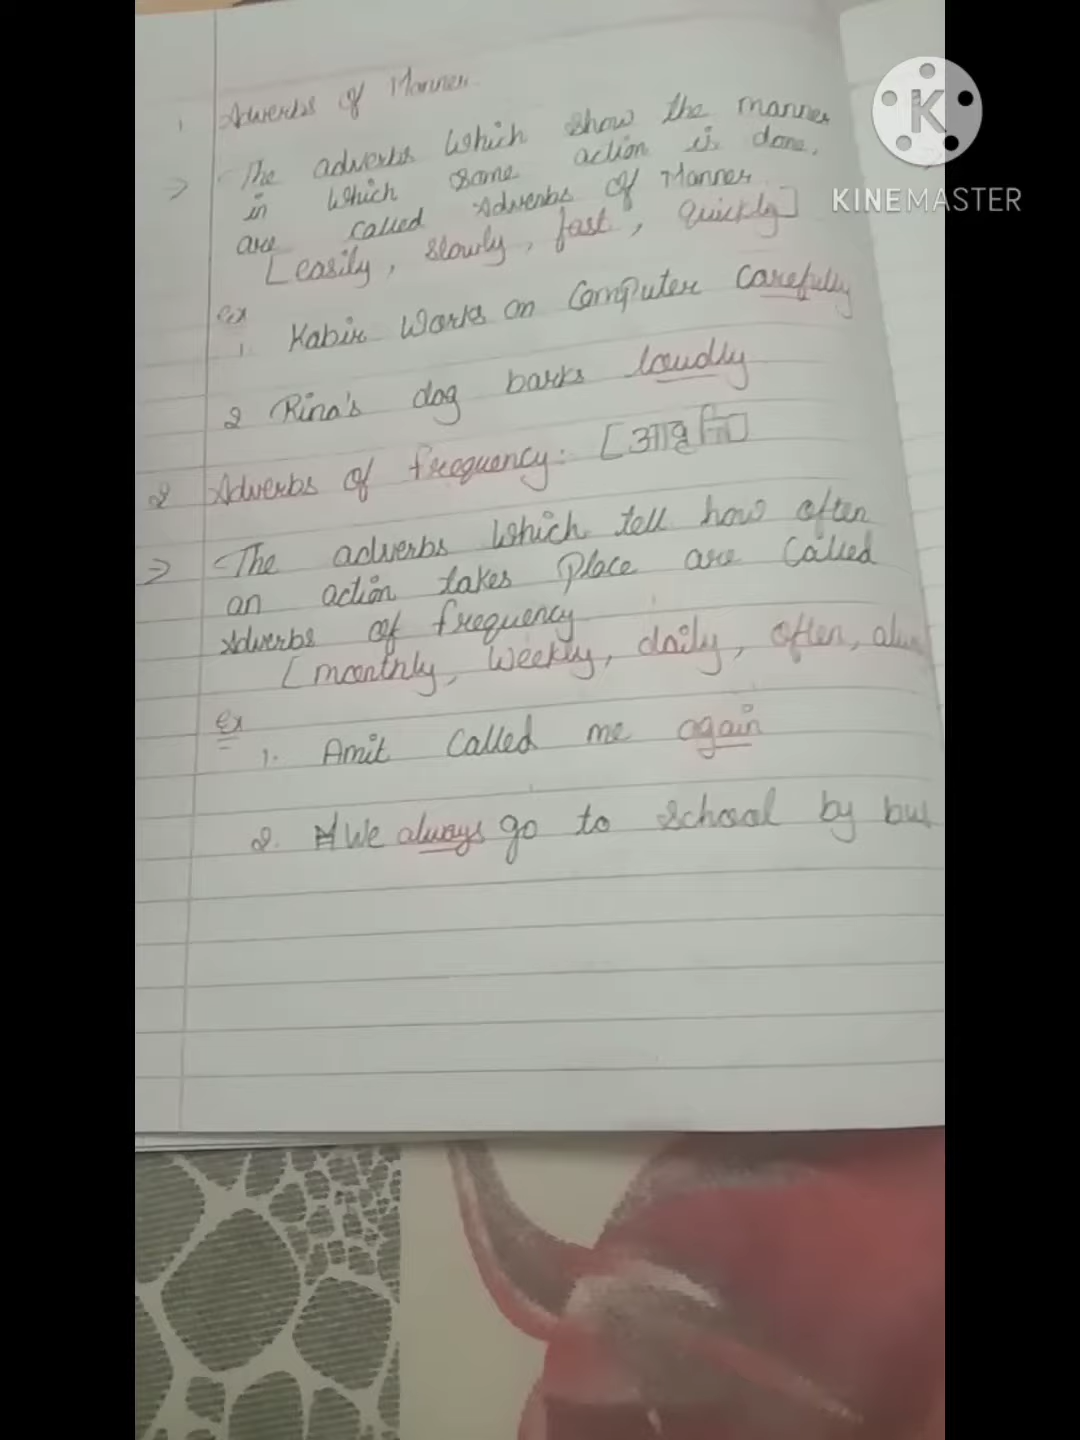 1 Adverbs of Manner
KINEMASTER
=> The adverbs which show the manner
in which some action is done.
are called Adverbs of Manner
[easily, slowly, fast, quickly]
ex
1. Kabir works on Computer carefully
2 Rina's dog barks loudly
2 Adverbs of frequency: [आवृत्ति]
=> The adverbs which tell how often
an action takes place are called
Adverbs of frequency
[monthly, weekly, daily, often, alw
Ex
1. Amit called me again
2. We always go to school by bus